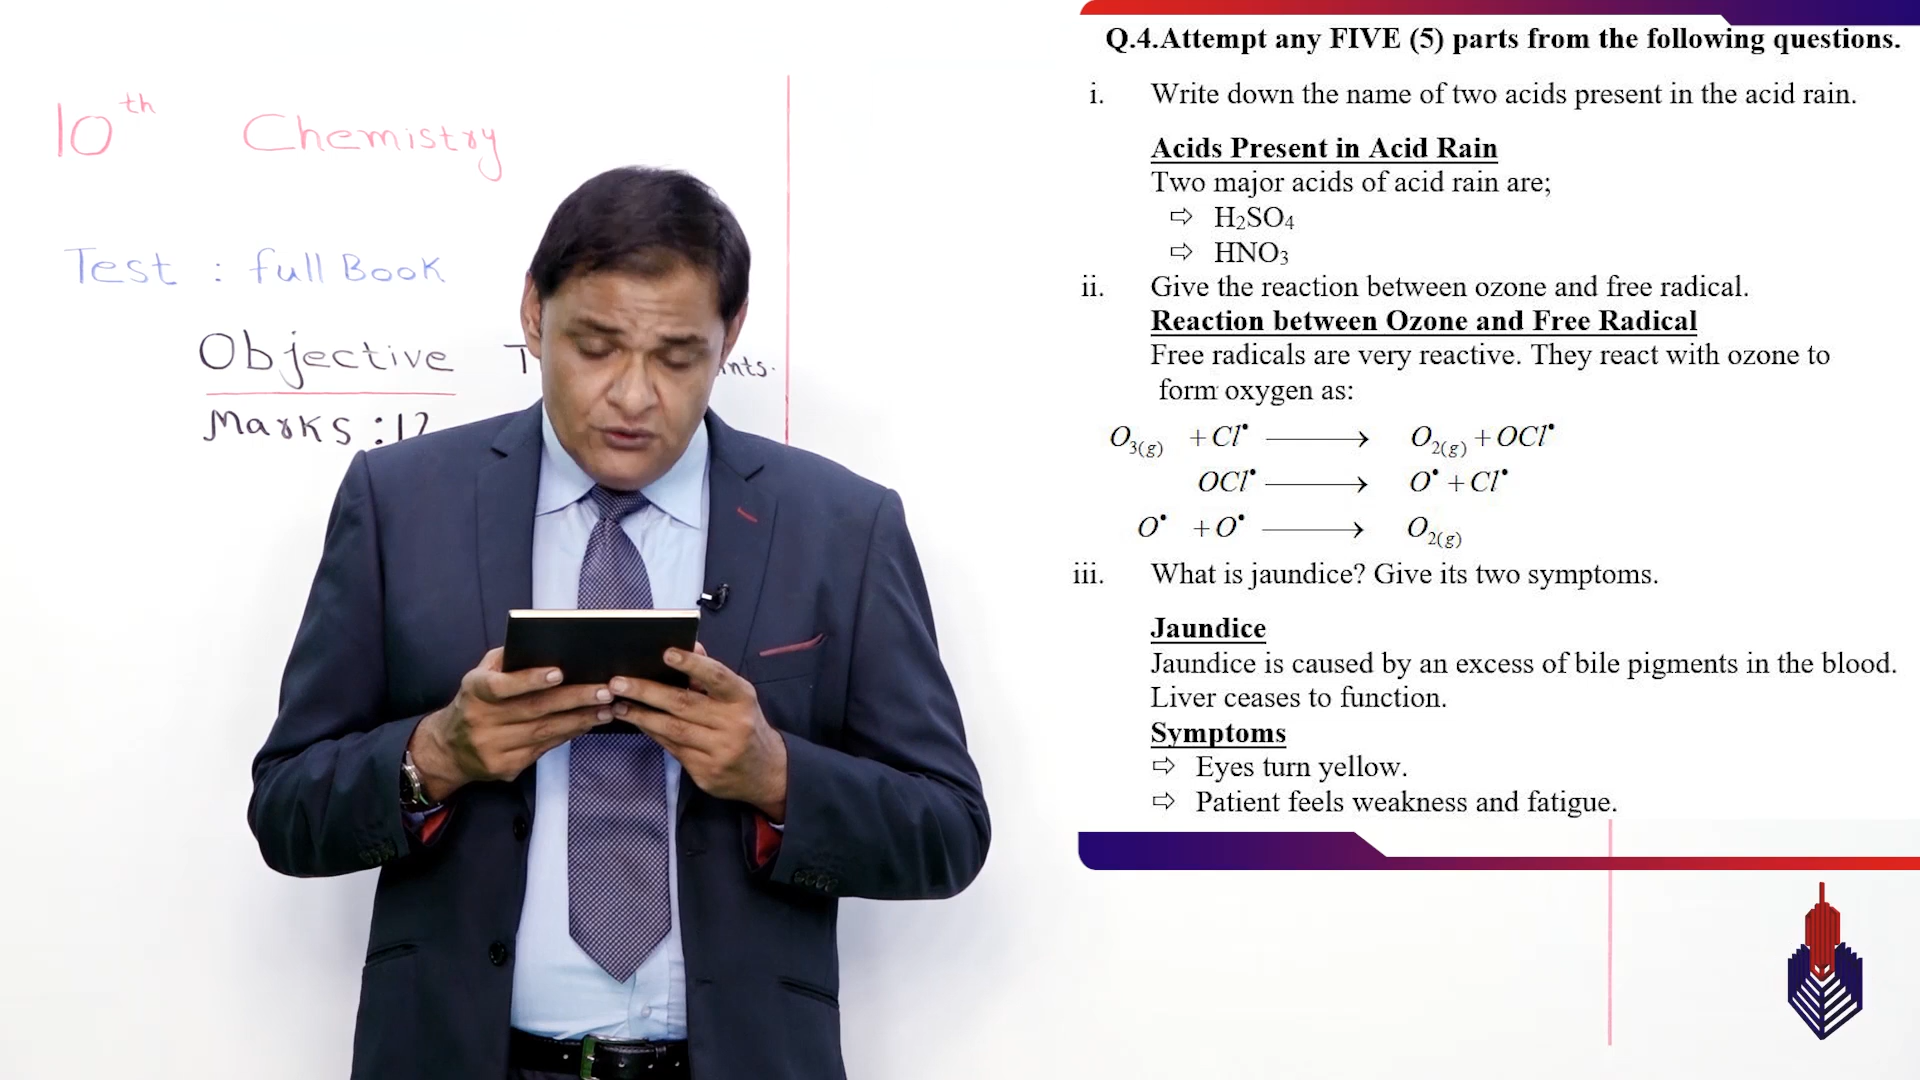 10th Chemistry
Test : full Book
Objective
Marks : 12
Q.4.Attempt any FIVE (5) parts from the following questions.
i. Write down the name of two acids present in the acid rain.
Acids Present in Acid Rain
Two major acids of acid rain are;
⇨ H₂SO₄
⇨ HNO₃
ii. Give the reaction between ozone and free radical.
Reaction between Ozone and Free Radical
Free radicals are very reactive. They react with ozone to
form oxygen as:
O₃(g) + Cl• ⟶ O₂(g) + OCl•
OCl• ⟶ O• + Cl•
O• + O• ⟶ O₂(g)
iii. What is jaundice? Give its two symptoms.
Jaundice
Jaundice is caused by an excess of bile pigments in the blood.
Liver ceases to function.
Symptoms
⇨ Eyes turn yellow.
⇨ Patient feels weakness and fatigue.